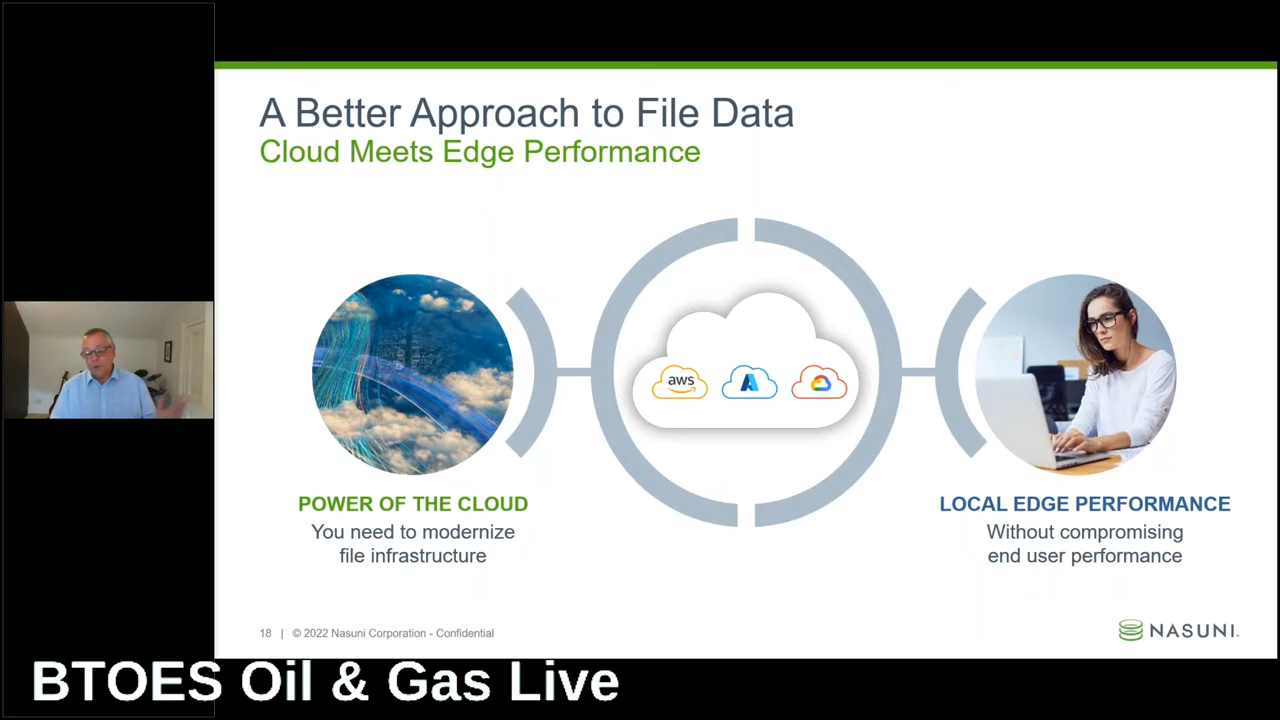 A Better Approach to File Data
Cloud Meets Edge Performance
aws
POWER OF THE CLOUD
You need to modernize
file infrastructure
LOCAL EDGE PERFORMANCE
Without compromising
end user performance
18 | © 2022 Nasuni Corporation - Confidential
NASUNI
BTOES Oil & Gas Live